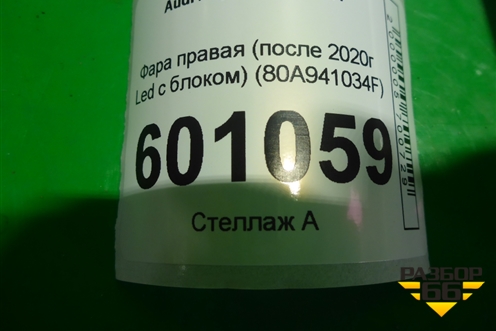 Фара правая (после 2020г
Led с блоком) (80A941034F)
601059
Стеллаж А
РАЗБОР
66